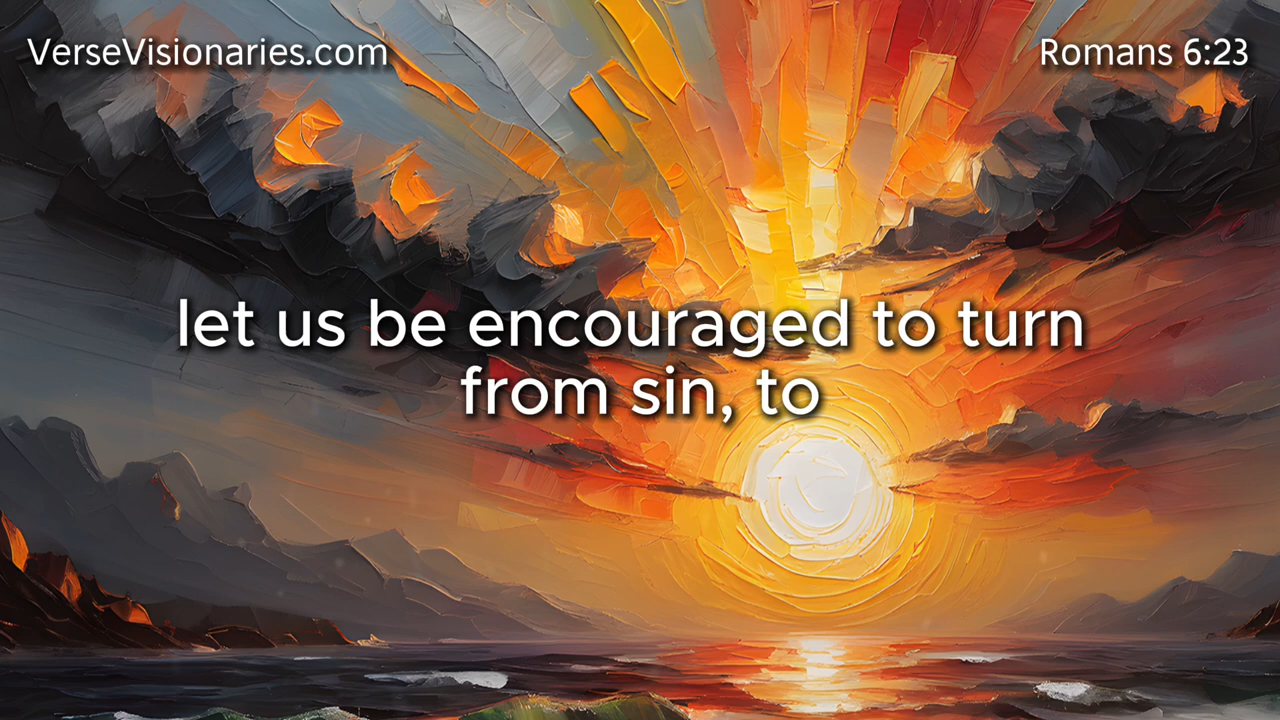 VerseVisionaries.com
Romans 6:23
let us be encouraged to turn
from sin, to